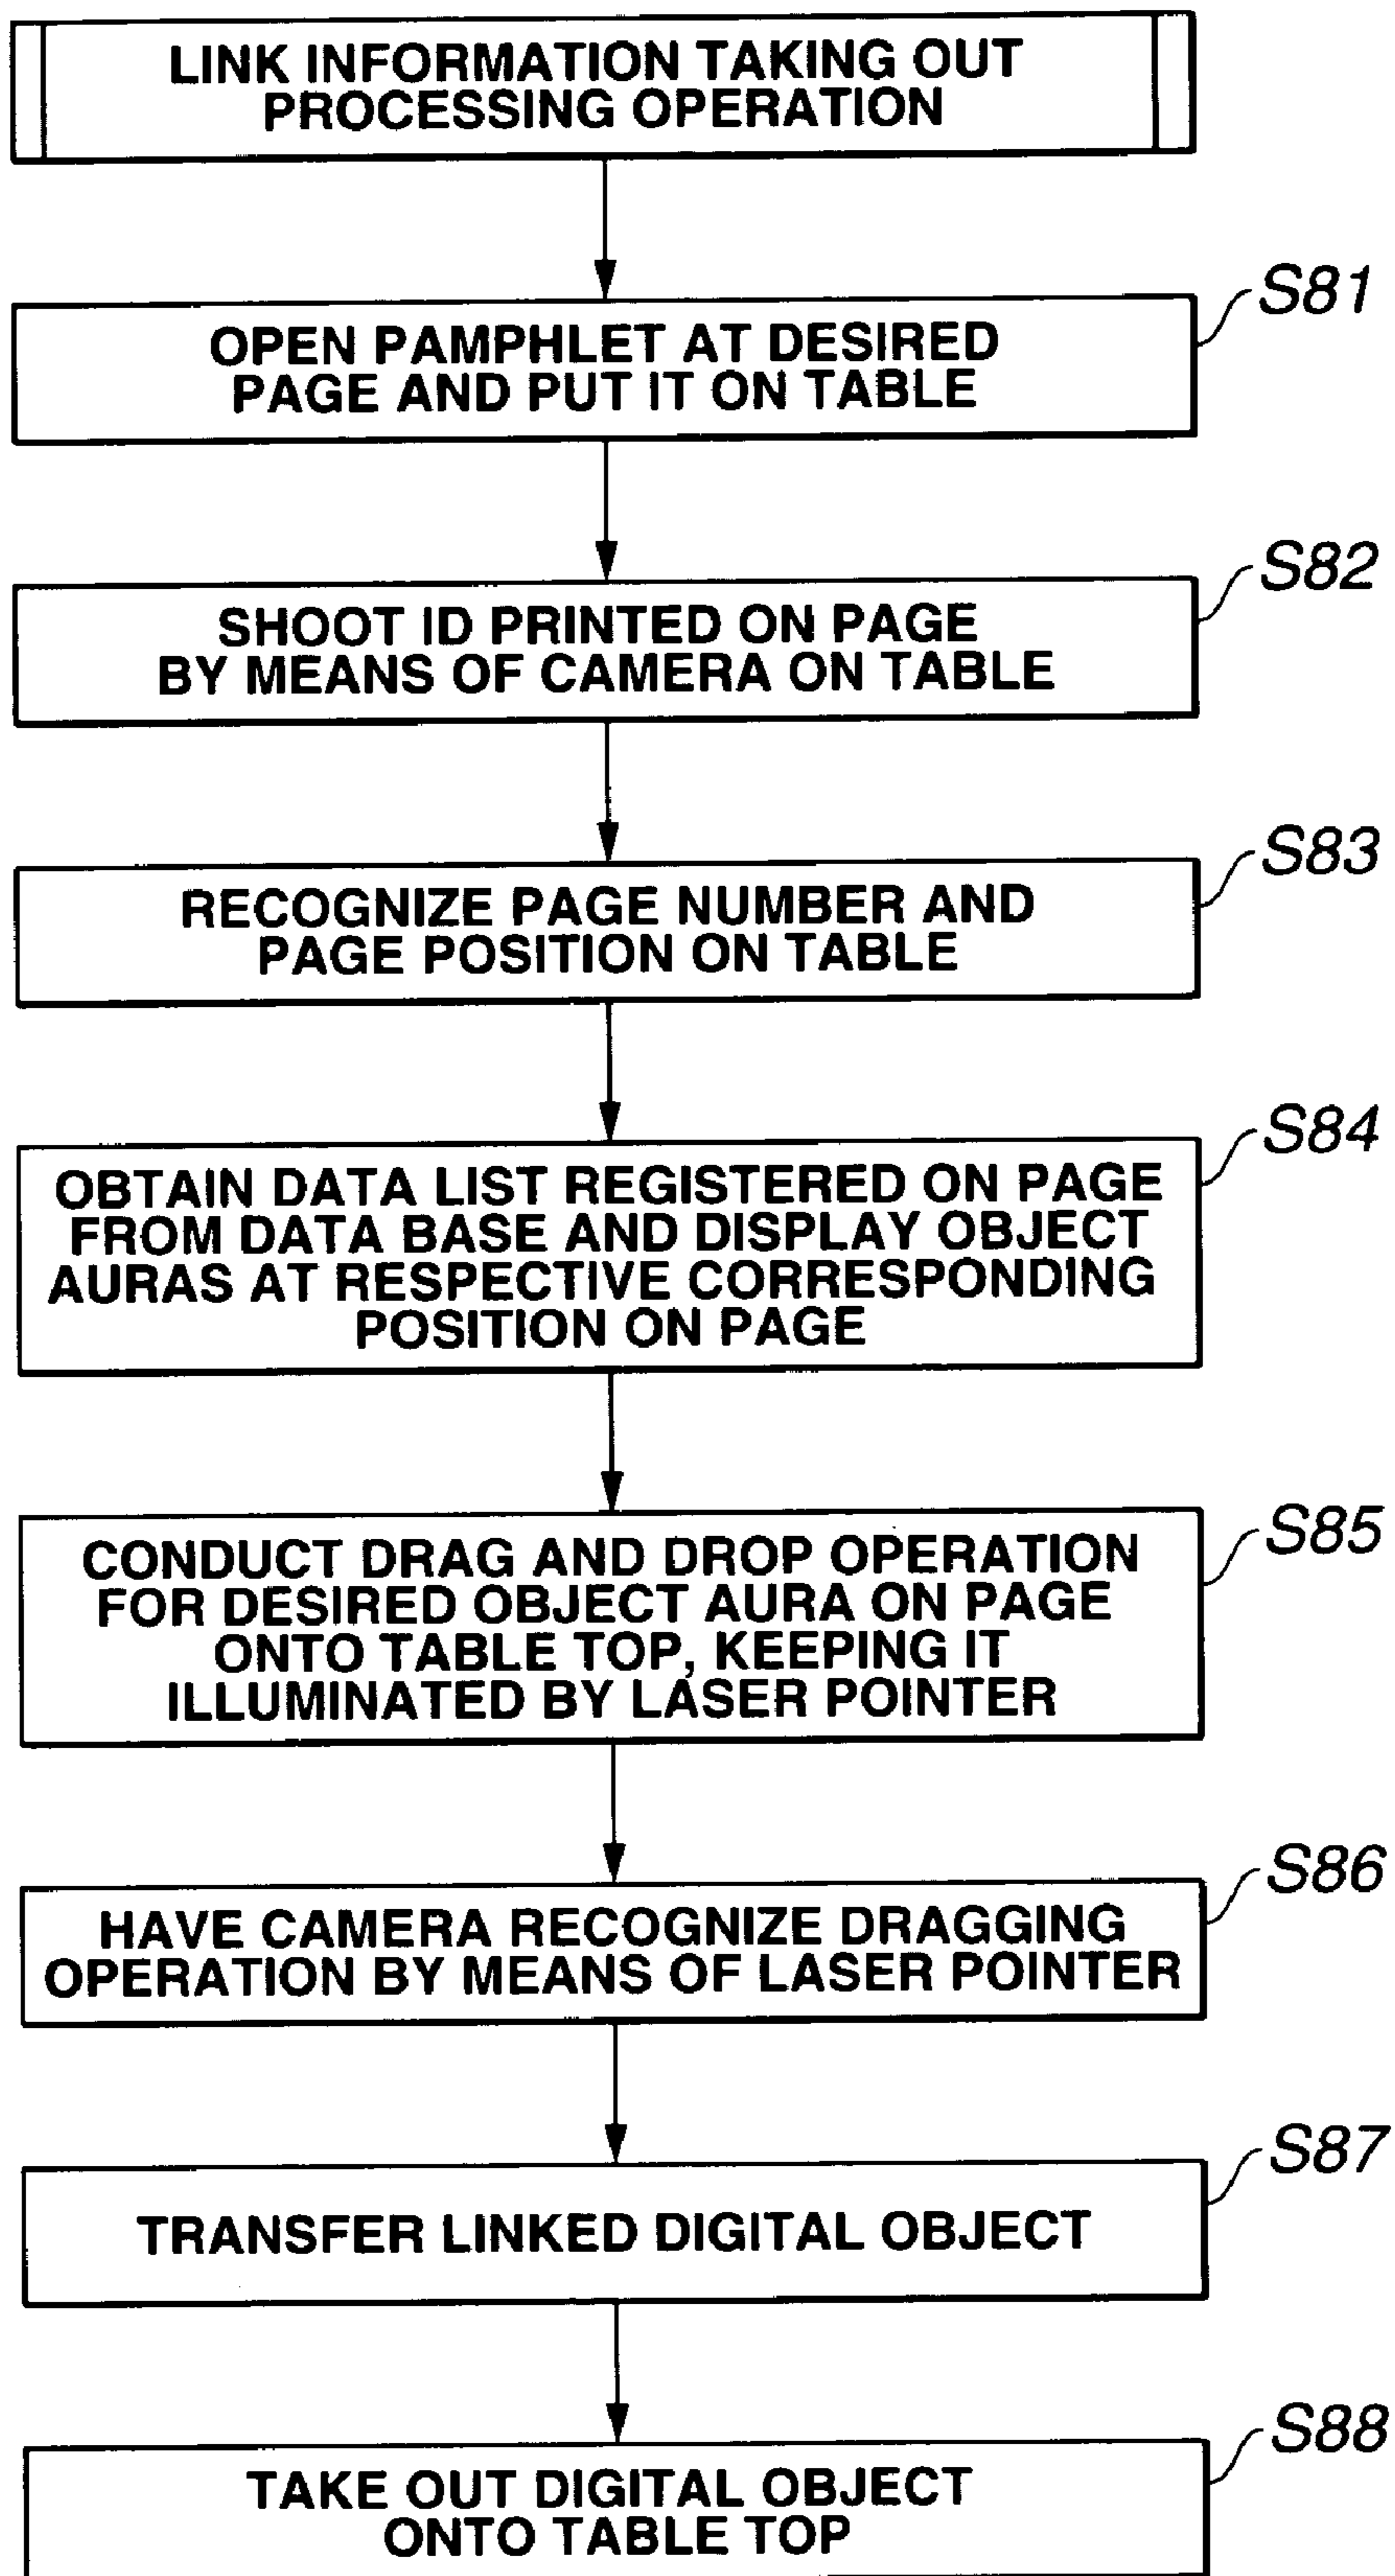 LINK INFORMATION TAKING OUT
PROCESSING OPERATION
S81
OPEN PAMPHLET AT DESIRED
PAGE AND PUT IT ON TABLE
S82
SHOOT ID PRINTED ON PAGE
BY MEANS OF CAMERA ON TABLE
S83
RECOGNIZE PAGE NUMBER AND
PAGE POSITION ON TABLE
S84
OBTAIN DATA LIST REGISTERED ON PAGE
FROM DATA BASE AND DISPLAY OBJECT
AURAS AT RESPECTIVE CORRESPONDING
POSITION ON PAGE
S85
CONDUCT DRAG AND DROP OPERATION
FOR DESIRED OBJECT AURA ON PAGE
ONTO TABLE TOP, KEEPING IT
ILLUMINATED BY LASER POINTER
S86
HAVE CAMERA RECOGNIZE DRAGGING
OPERATION BY MEANS OF LASER POINTER
S87
TRANSFER LINKED DIGITAL OBJECT
S88
TAKE OUT DIGITAL OBJECT
ONTO TABLE TOP